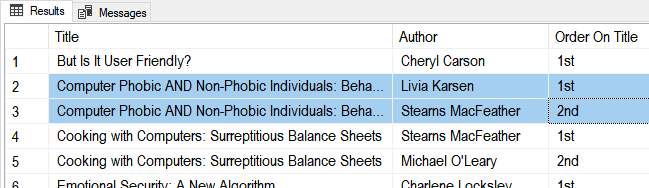 Results Messages
Title Author Order On Title
1 But Is It User Friendly? Cheryl Carson 1st
2 Computer Phobic AND Non-Phobic Individuals: Beha... Livia Karsen 1st
3 Computer Phobic AND Non-Phobic Individuals: Beha... Stearns MacFeather 2nd
4 Cooking with Computers: Surreptitious Balance Sheets Stearns MacFeather 1st
5 Cooking with Computers: Surreptitious Balance Sheets Michael O'Leary 2nd
6 Emotional Security: A New Algorithm Charlene Locksley 1st